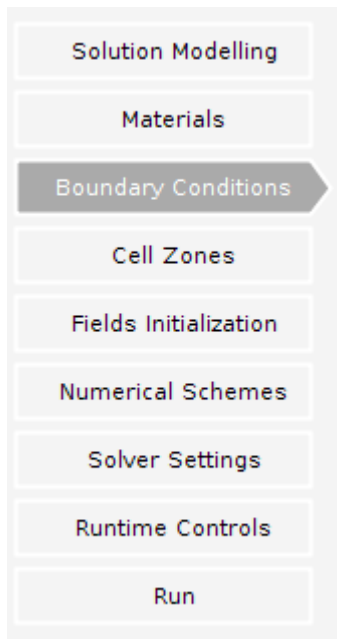 Solution Modelling
Materials
Boundary Conditions
Cell Zones
Fields Initialization
Numerical Schemes
Solver Settings
Runtime Controls
Run